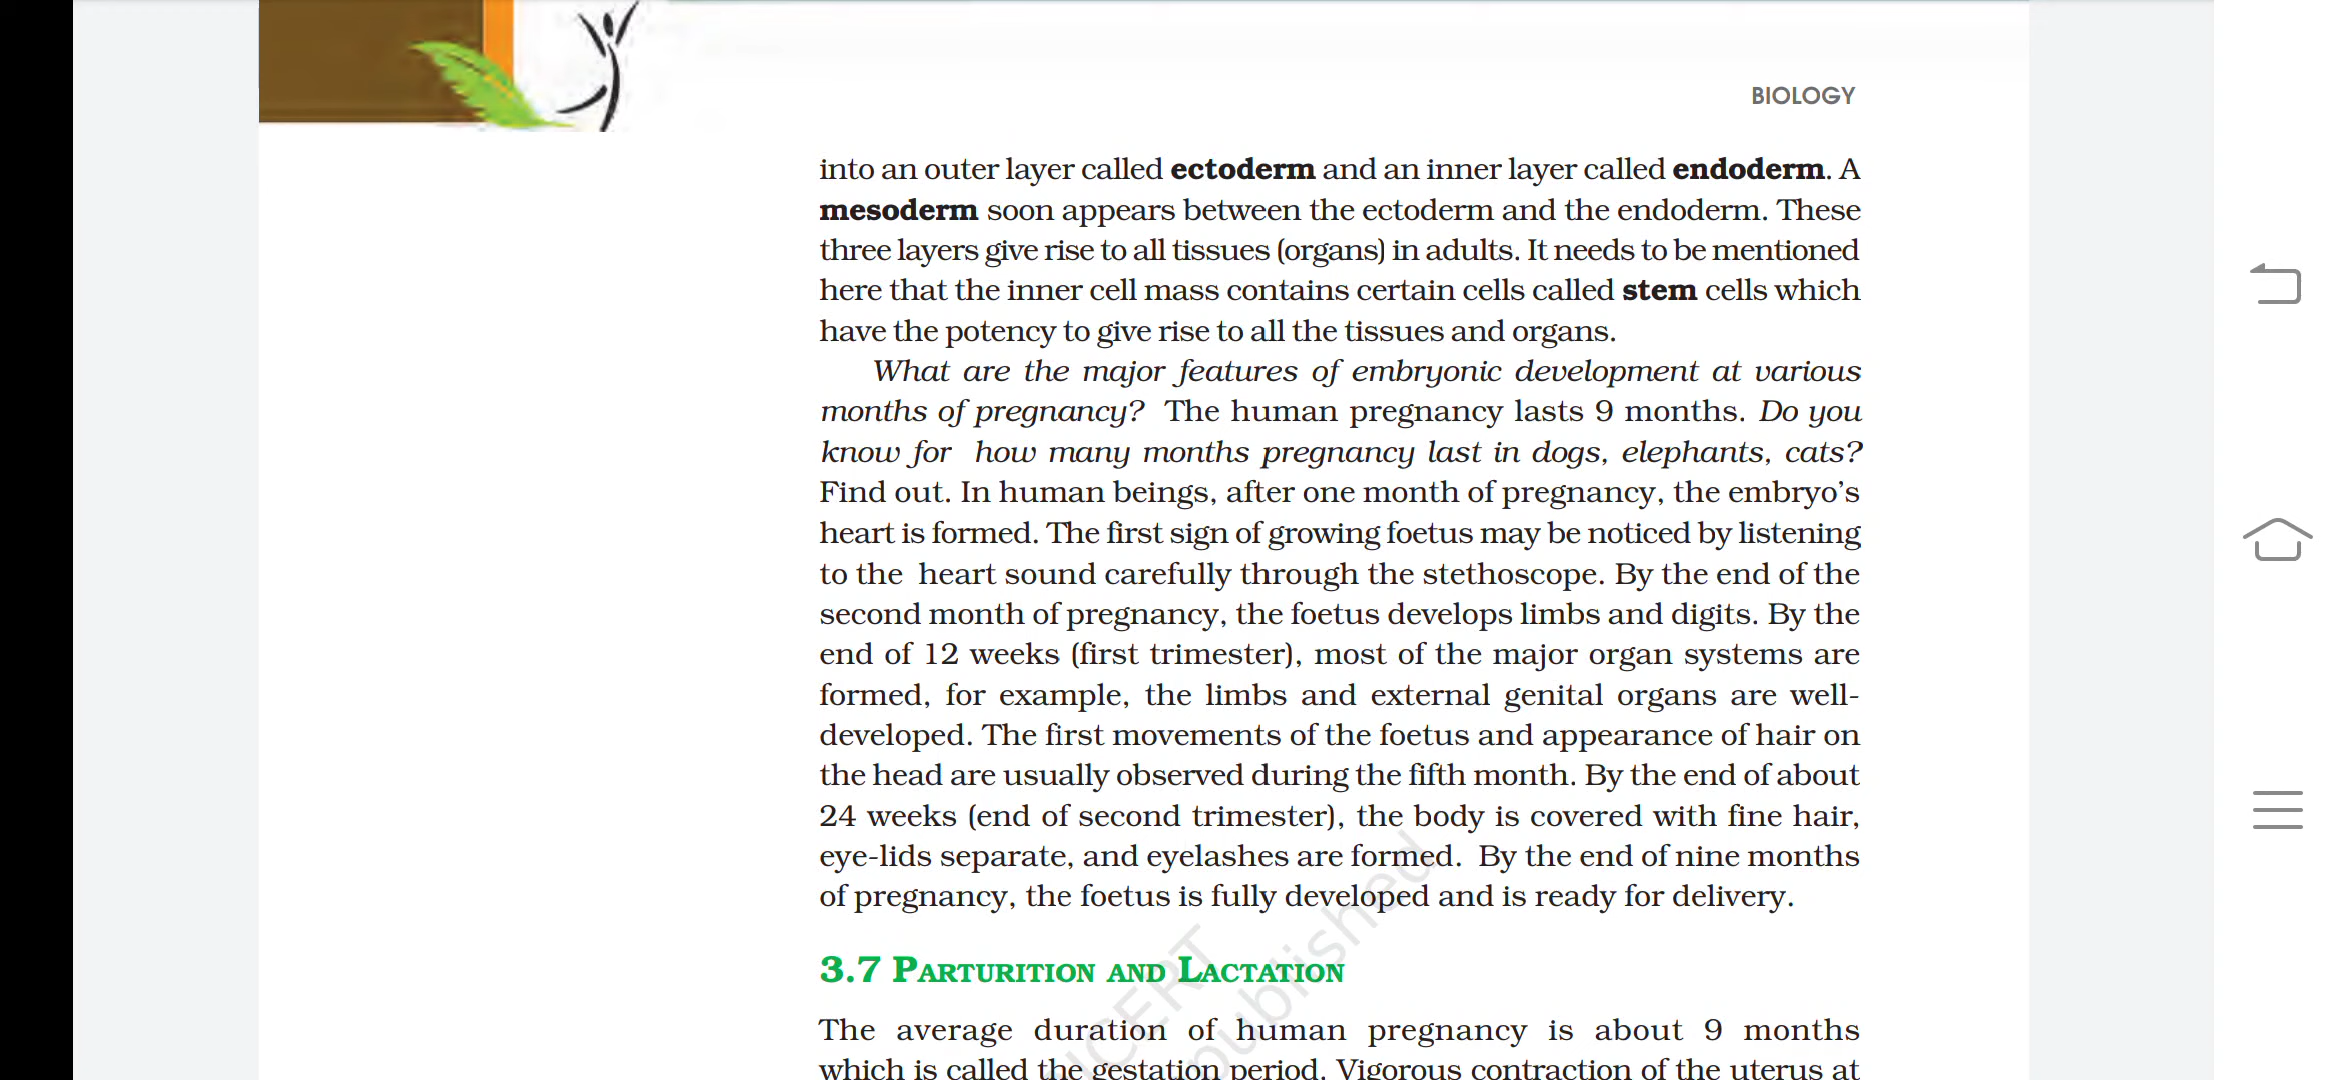 BIOLOGY
into an outer layer called ectoderm and an inner layer called endoderm. A
mesoderm soon appears between the ectoderm and the endoderm. These
three layers give rise to all tissues (organs) in adults. It needs to be mentioned
here that the inner cell mass contains certain cells called stem cells which
have the potency to give rise to all the tissues and organs.
What are the major features of embryonic development at various
months of pregnancy? The human pregnancy lasts 9 months. Do you
know for how many months pregnancy last in dogs, elephants, cats?
Find out. In human beings, after one month of pregnancy, the embryo’s
heart is formed. The first sign of growing foetus may be noticed by listening
to the heart sound carefully through the stethoscope. By the end of the
second month of pregnancy, the foetus develops limbs and digits. By the
end of 12 weeks (first trimester), most of the major organ systems are
formed, for example, the limbs and external genital organs are well-
developed. The first movements of the foetus and appearance of hair on
the head are usually observed during the fifth month. By the end of about
24 weeks (end of second trimester), the body is covered with fine hair,
eye-lids separate, and eyelashes are formed. By the end of nine months
of pregnancy, the foetus is fully developed and is ready for delivery.
3.7 PARTURITION AND LACTATION
The average duration of human pregnancy is about 9 months
which is called the gestation period. Vigorous contraction of the uterus at
published